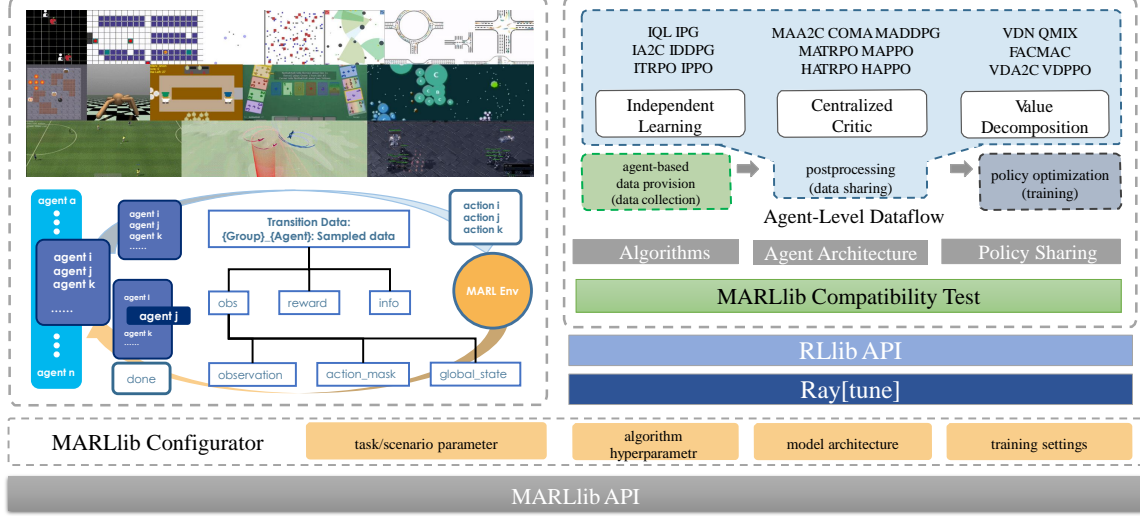 agent a
agent i
agent j
agent k
......
agent n
agent i
agent j
agent k
......
agent i
agent j
agent k
......
done
Transition Data:
{Group}_{Agent}: Sampled data
obs
reward
info
observation
action_mask
global_state
action i
action j
action k
MARL Env
IQL IPG
IA2C IDDPG
ITRPO IPPO
MAA2C COMA MADDPG
MATRPO MAPPO
HATRPO HAPPO
VDN QMIX
FACMAC
VDA2C VDPPO
Independent
Learning
Centralized
Critic
Value
Decomposition
agent-based
data provision
(data collection)
postprocessing
(data sharing)
policy optimization
(training)
Agent-Level Dataflow
Algorithms
Agent Architecture
Policy Sharing
MARLlib Compatibility Test
RLlib API
Ray[tune]
MARLlib Configurator
task/scenario parameter
algorithm
hyperparametr
model architecture
training settings
MARLlib API